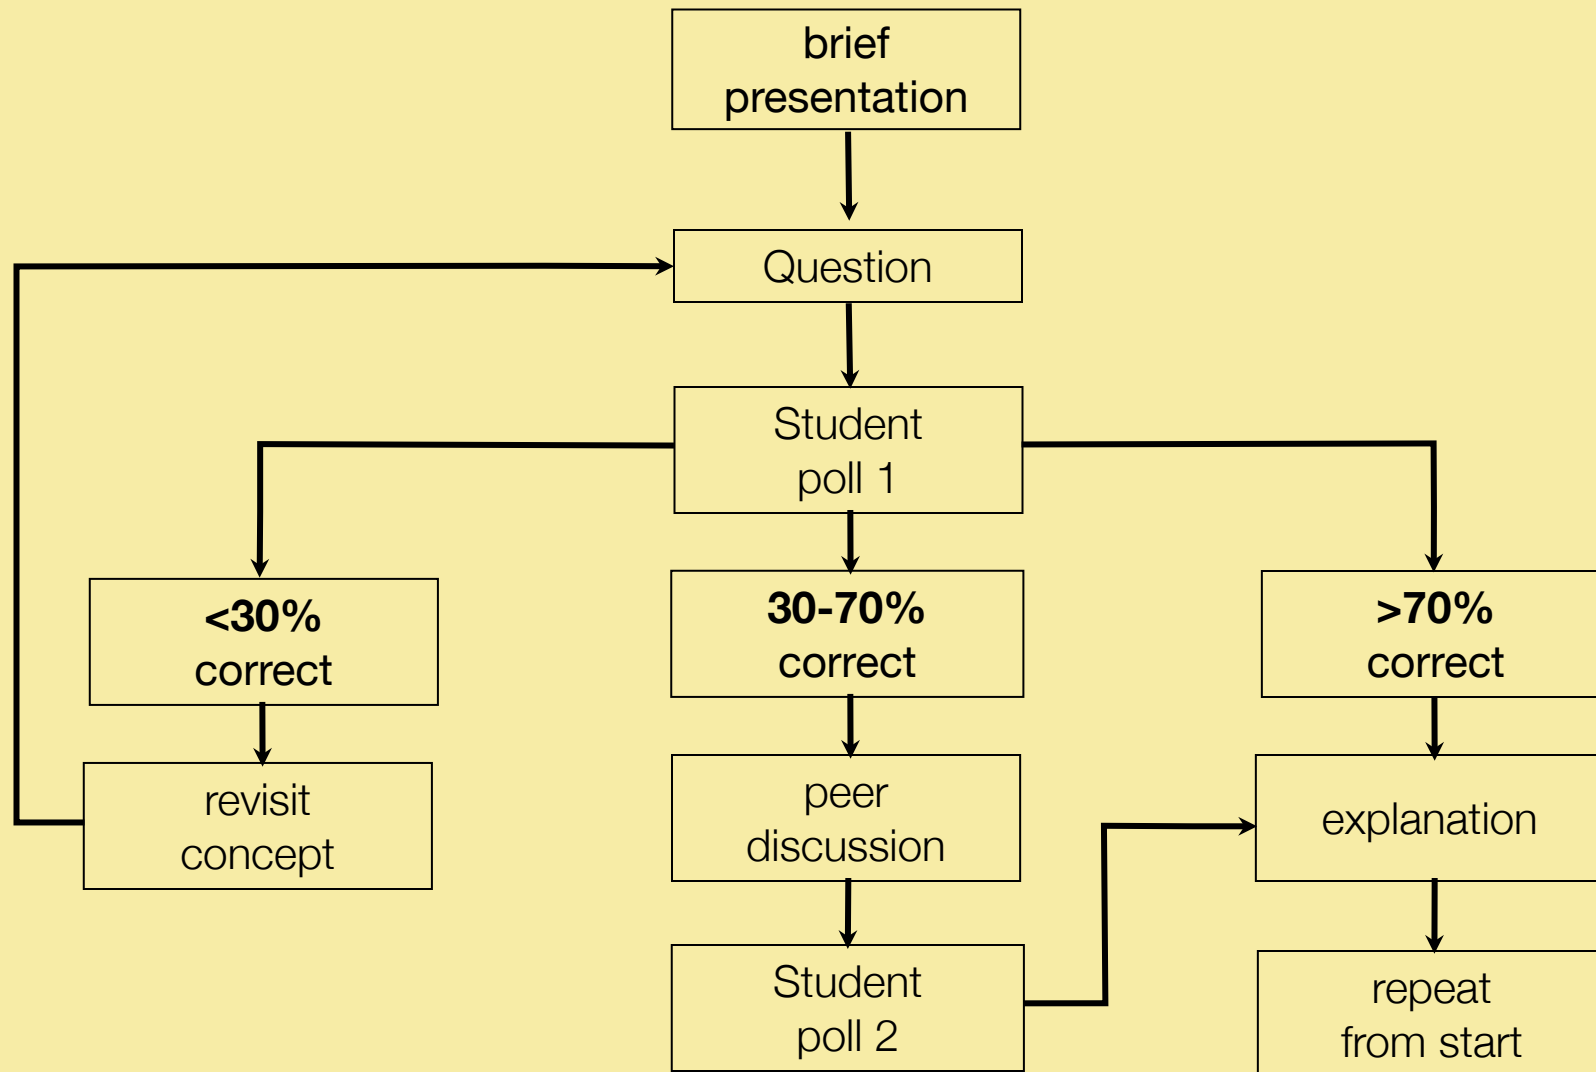 brief
presentation
Question
Student
poll 1
<30%
correct
30-70%
correct
>70%
correct
revisit
concept
peer
discussion
explanation
Student
poll 2
repeat
from start